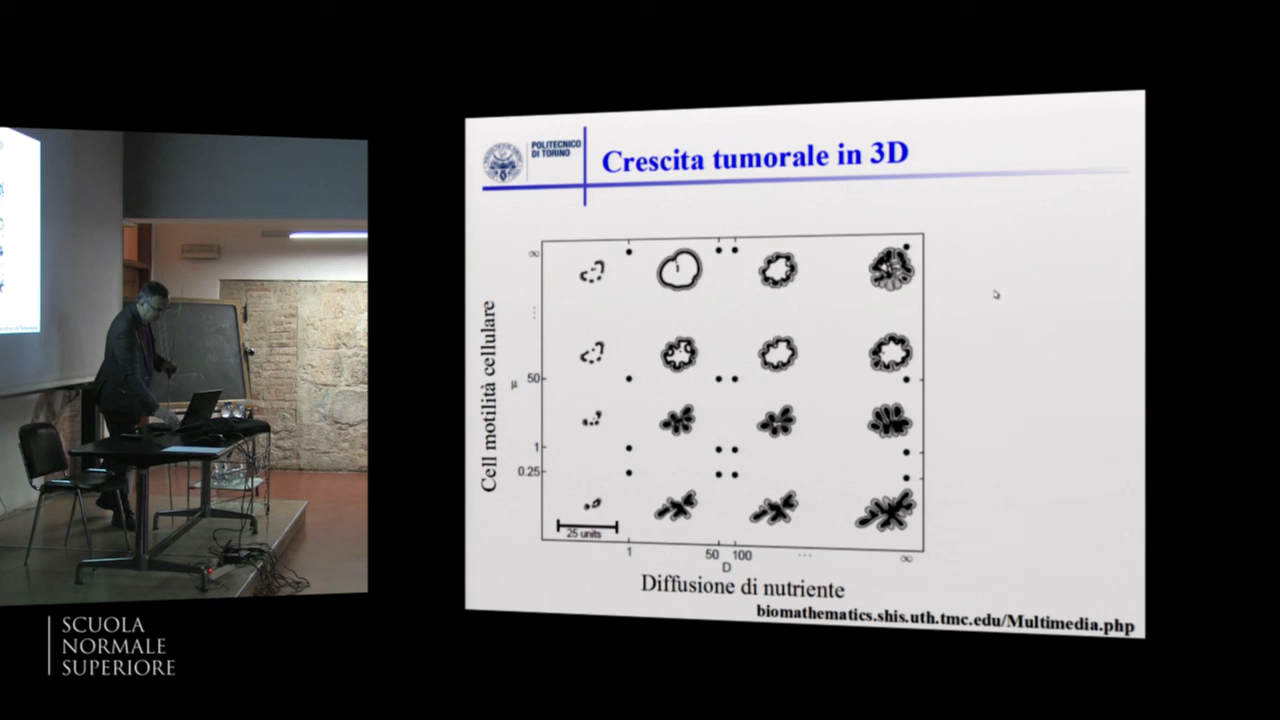 POLITECNICO
DI TORINO
Crescita tumorale in 3D
Cell motilità cellulare
∞
⋮
μ
50
1
0.25
25 units
1
50
100
...
∞
D
Diffusione di nutriente
biomathematics.shis.uth.tmc.edu/Multimedia.php
SCUOLA
NORMALE
SUPERIORE